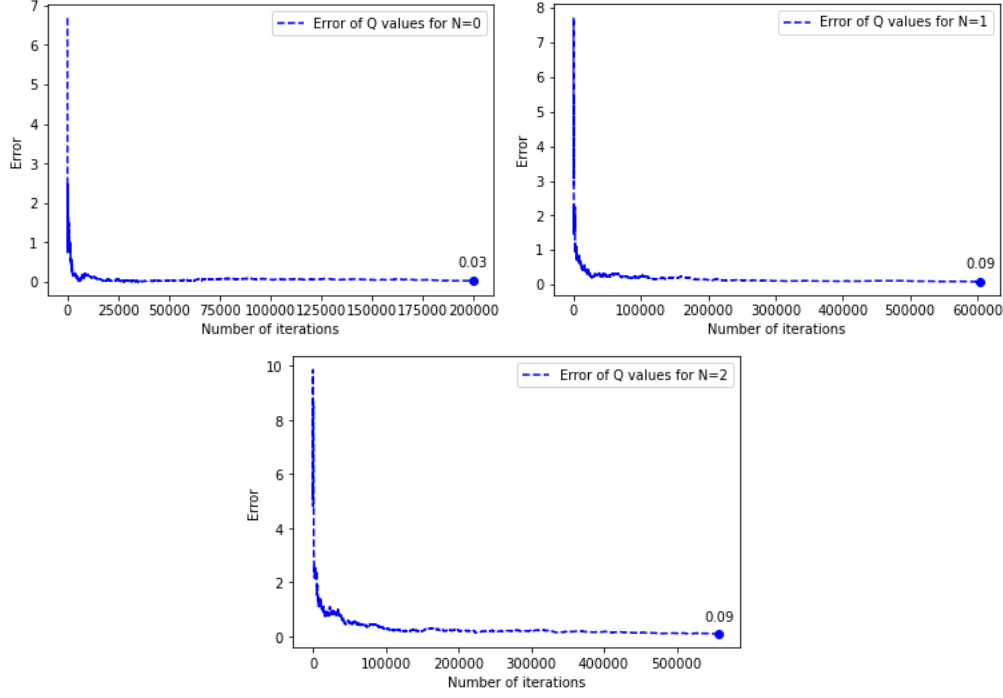 7
6
5
4
3
2
1
0
Error
Error of Q values for N=0
0.03
0 25000 50000 75000 100000 125000 150000 175000 200000
Number of iterations
8
7
6
5
4
3
2
1
0
Error
Error of Q values for N=1
0.09
0 100000 200000 300000 400000 500000 600000
Number of iterations
10
8
6
4
2
0
Error
Error of Q values for N=2
0.09
0 100000 200000 300000 400000 500000
Number of iterations